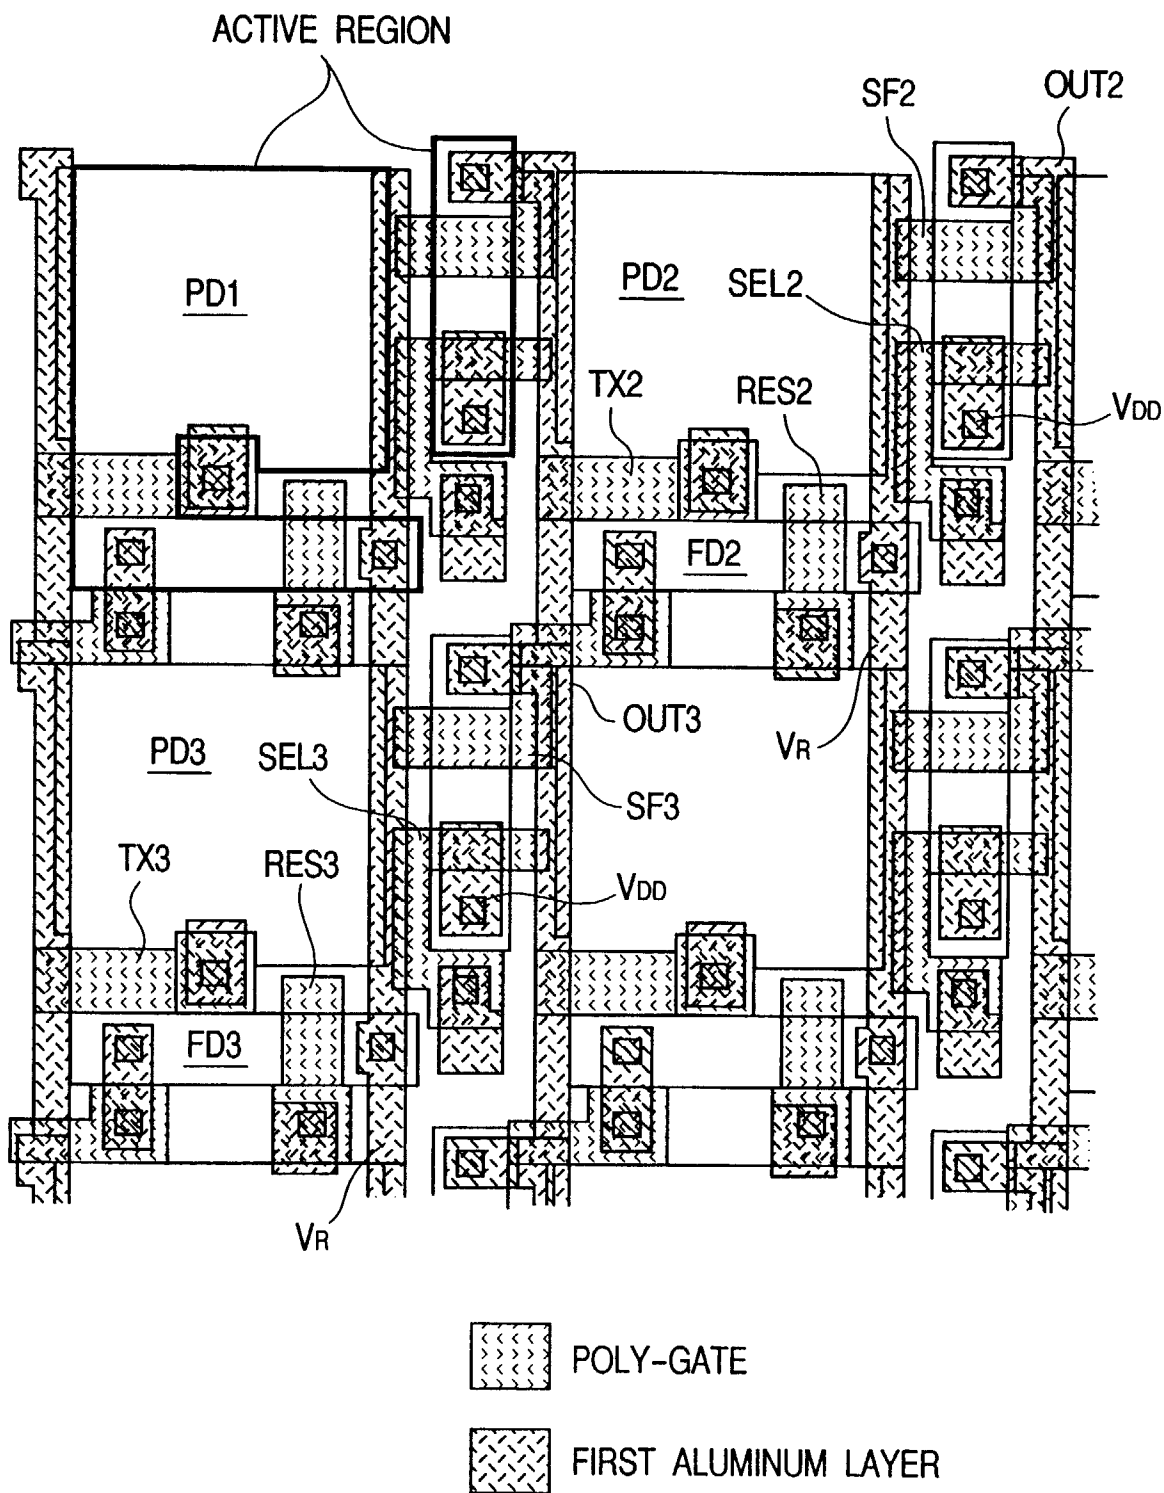 ACTIVE REGION
OUT2
SF2
PD1
PD2
SEL2
TX2
RES2
VDD
FD2
OUT3
VR
PD3
SEL3
SF3
TX3
RES3
VDD
FD3
VR
POLY-GATE
FIRST ALUMINUM LAYER